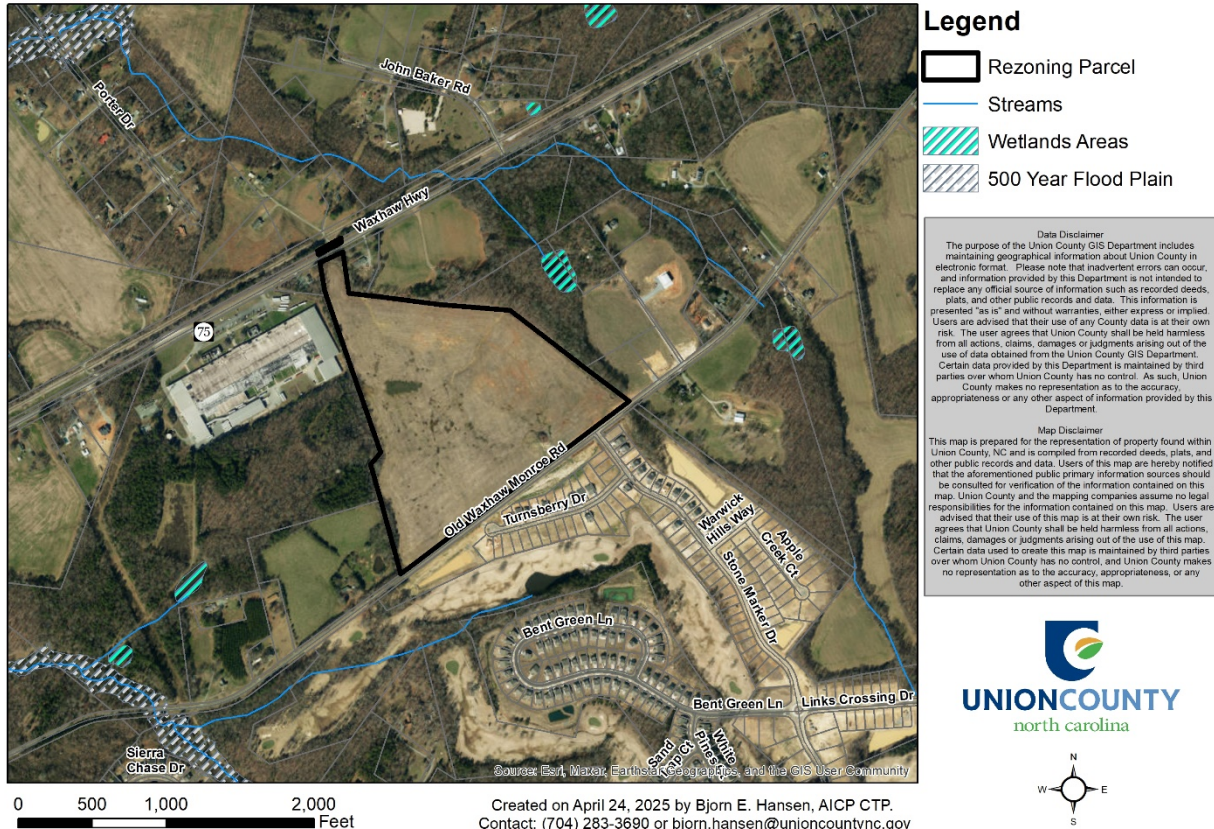 John Baker Rd
Porter Dr
Waxhaw Hwy
75
Old Waxhaw Monroe Rd
Turnsberry Dr
Warwick
Hills Way
Apple
Creek Ct
Stone Marker Dr
Bent Green Ln
Bent Green Ln
Links Crossing Dr
Sand
Ct
White
Pines
Sierra
Chase Dr
Source: Esri, Maxar, Earthstar Geographics, and the GIS User Community
Legend
Rezoning Parcel
Streams
Wetlands Areas
500 Year Flood Plain
Data Disclaimer
The purpose of the Union County GIS Department includes
maintaining geographical information about Union County in
electronic format. Please note that inadvertent errors can occur,
and information provided by this Department is not intended to
replace any official source of information such as recorded deeds,
plats, and other public records and data. This information is
presented "as is" and without warranties, either express or implied.
Users are advised that their use of any County data is at their own
risk. The user agrees that Union County shall be held harmless
from all actions, claims, damages or judgments arising out of the
use of data obtained from the Union County GIS Department.
Certain data provided by this Department is maintained by third
parties over whom Union County has no control. As such, Union
County makes no representation as to the accuracy,
appropriateness or any other aspect of information provided by this
Department.
Map Disclaimer
This map is prepared for the representation of property found within
Union County, NC and is compiled from recorded deeds, plats, and
other public records and data. Users of this map are hereby notified
that the aforementioned public primary information sources should
be consulted for verification of the information contained on this
map. Union County and the mapping companies assume no legal
responsibilities for the information contained on this map. Users are
advised that their use of this map is at their own risk. The user
agrees that Union County shall be held harmless from all actions,
claims, damages or judgments arising out of the use of this map.
Certain data used to create this map is maintained by third parties
over whom Union County has no control, and Union County makes
no representation as to the accuracy, appropriateness, or any
other aspect of this map.
UNIONCOUNTY
north carolina
N
W E
S
0 500 1,000 2,000
Feet
Created on April 24, 2025 by Bjorn E. Hansen, AICP CTP.
Contact: (704) 283-3690 or bjorn.hansen@unioncountync.gov